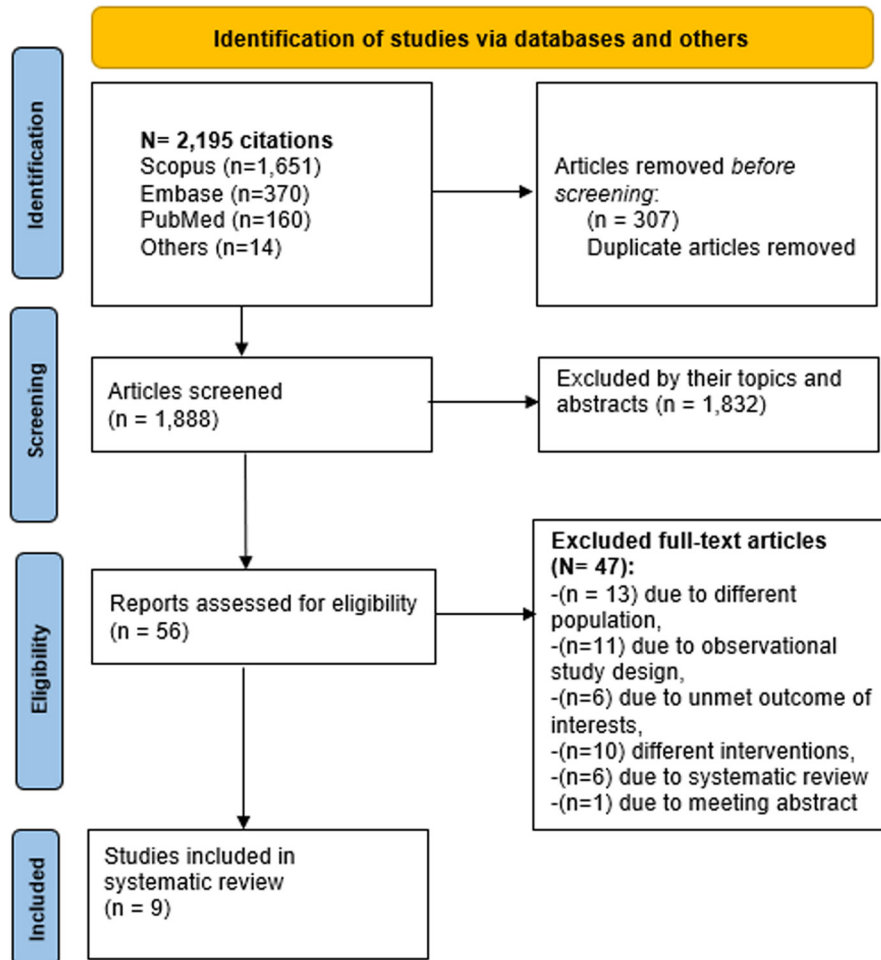 Identification of studies via databases and others
Identification
N= 2,195 citations
Scopus (n=1,651)
Embase (n=370)
PubMed (n=160)
Others (n=14)
Articles removed before
screening:
(n = 307)
Duplicate articles removed
Screening
Articles screened
(n = 1,888)
Excluded by their topics and
abstracts (n = 1,832)
Eligibility
Reports assessed for eligibility
(n = 56)
Excluded full-text articles
(N= 47):
-(n = 13) due to different
population,
-(n=11) due to observational
study design,
-(n=6) due to unmet outcome of
interests,
-(n=10) different interventions,
-(n=6) due to systematic review
-(n=1) due to meeting abstract
Included
Studies included in
systematic review
(n = 9)